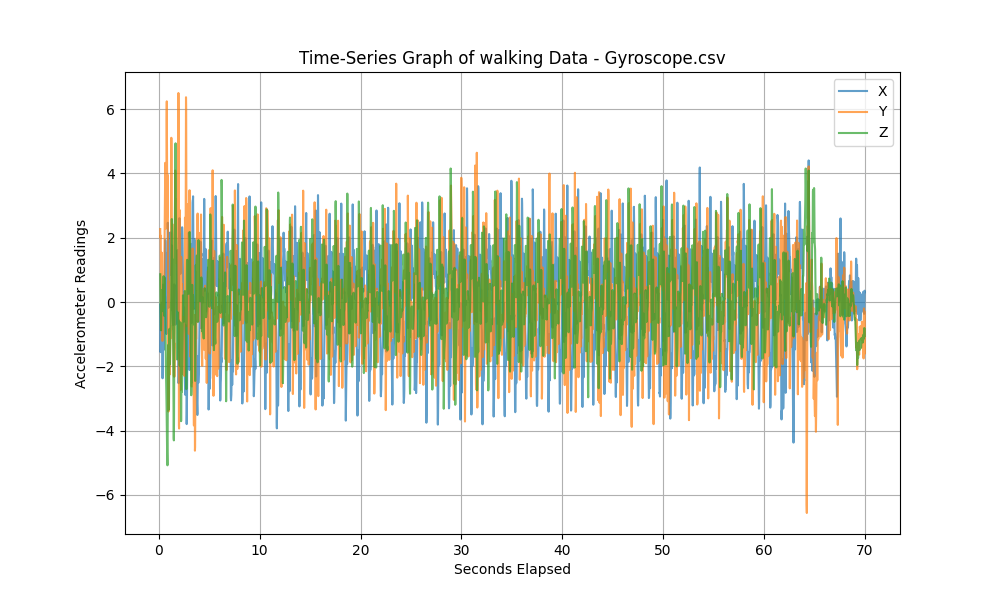 Time-Series Graph of walking Data - Gyroscope.csv
X
Y
Z
Accelerometer Readings
6
4
2
0
−2
−4
−6
0 10 20 30 40 50 60 70
Seconds Elapsed